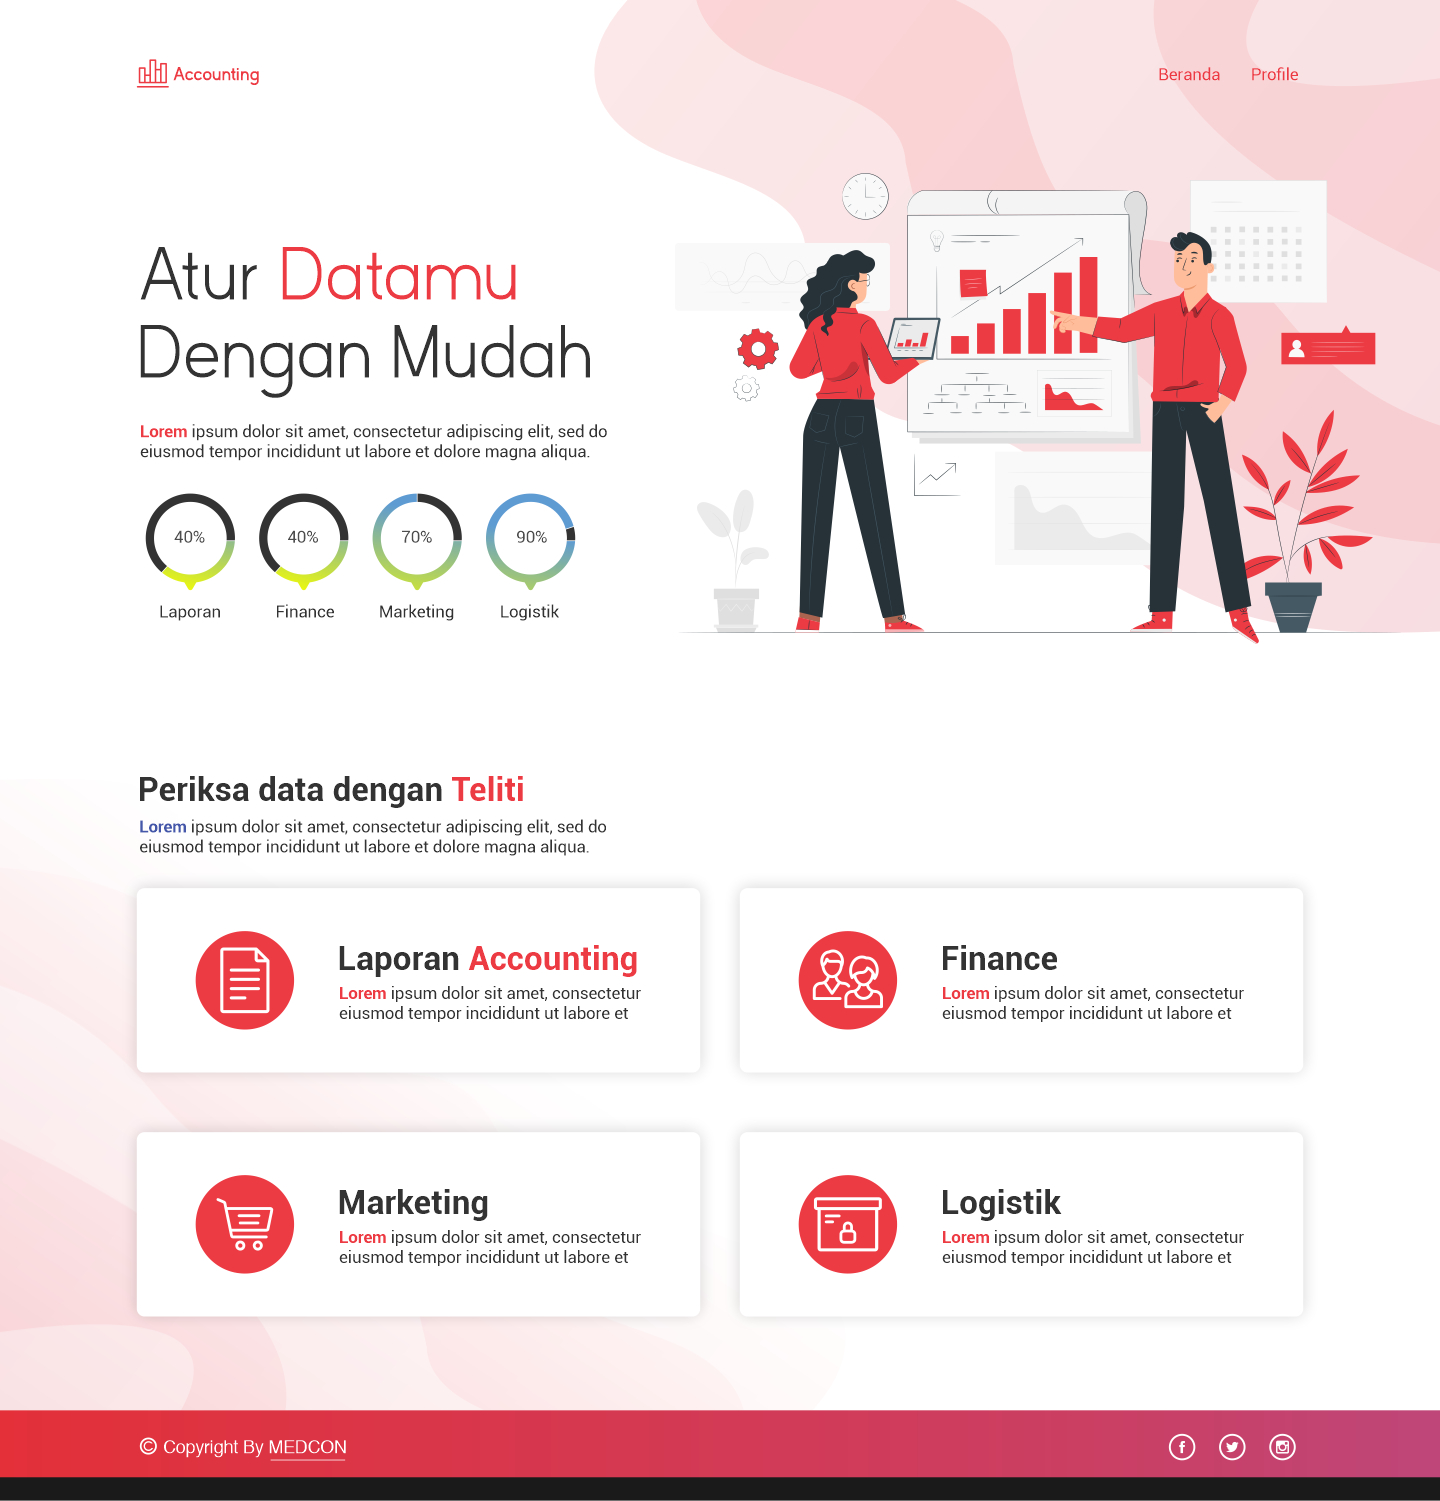 Accounting
Beranda Profile
Atur Datamu
Dengan Mudah
Lorem ipsum dolor sit amet, consectetur adipiscing elit, sed do
eiusmod tempor incididunt ut labore et dolore magna aliqua.
40% 40% 70% 90%
Laporan Finance Marketing Logistik
Periksa data dengan Teliti
Lorem ipsum dolor sit amet, consectetur adipiscing elit, sed do
eiusmod tempor incididunt ut labore et dolore magna aliqua.
Laporan Accounting
Lorem ipsum dolor sit amet, consectetur
eiusmod tempor incididunt ut labore et
Finance
Lorem ipsum dolor sit amet, consectetur
eiusmod tempor incididunt ut labore et
Marketing
Lorem ipsum dolor sit amet, consectetur
eiusmod tempor incididunt ut labore et
Logistik
Lorem ipsum dolor sit amet, consectetur
eiusmod tempor incididunt ut labore et
© Copyright By MEDCON